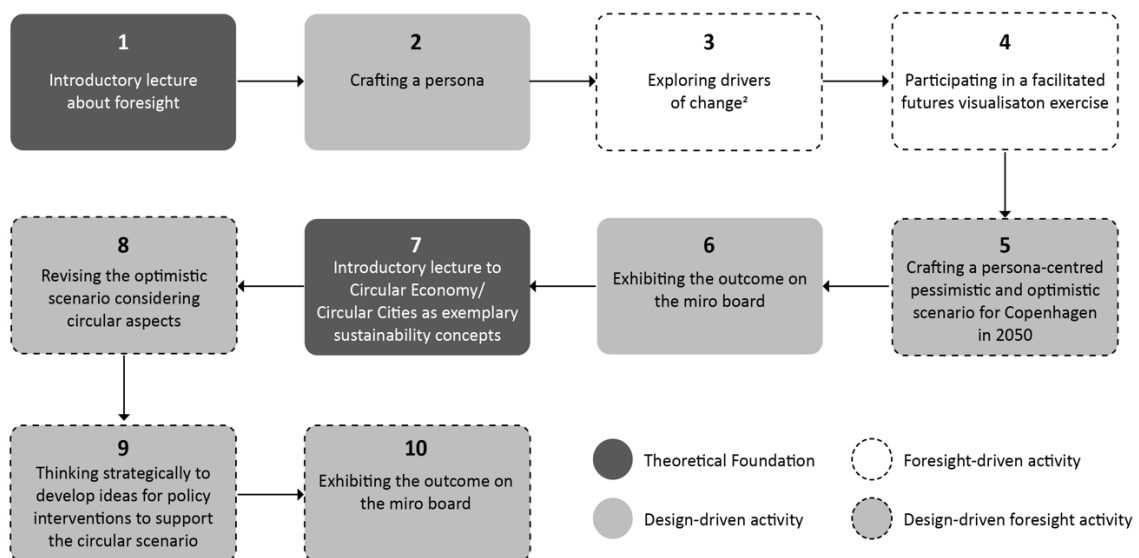 1
Introductory lecture
about foresight
2
Crafting a persona
3
Exploring drivers
of change²
4
Participating in a facilitated
futures visualisaton exercise
8
Revising the optimistic
scenario considering
circular aspects
7
Introductory lecture to
Circular Economy/
Circular Cities as exemplary
sustainability concepts
6
Exhibiting the outcome on
the miro board
5
Crafting a persona-centred
pessimistic and optimistic
scenario for Copenhagen
in 2050
9
Thinking strategically to
develop ideas for policy
interventions to support
the circular scenario
10
Exhibiting the outcome on
the miro board
Theoretical Foundation
Foresight-driven activity
Design-driven activity
Design-driven foresight activity